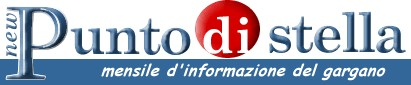 new Punto di stella
mensile d'informazione del gargano